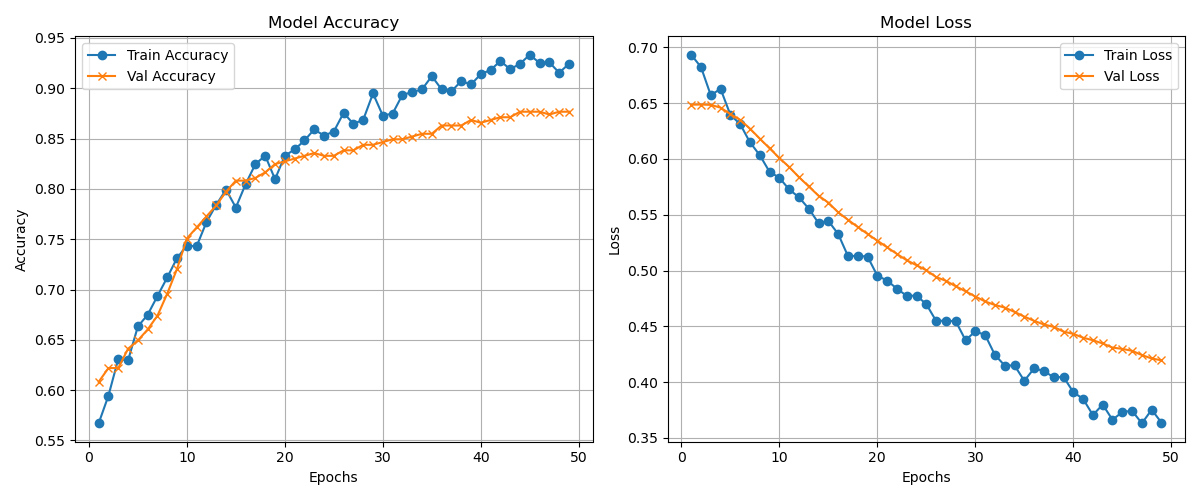 Model Accuracy
0.95
0.90
0.85
0.80
0.75
0.70
0.65
0.60
0.55
Accuracy
Train Accuracy
Val Accuracy
0 10 20 30 40 50
Epochs
Model Loss
0.70
0.65
0.60
0.55
0.50
0.45
0.40
0.35
Loss
Train Loss
Val Loss
0 10 20 30 40 50
Epochs